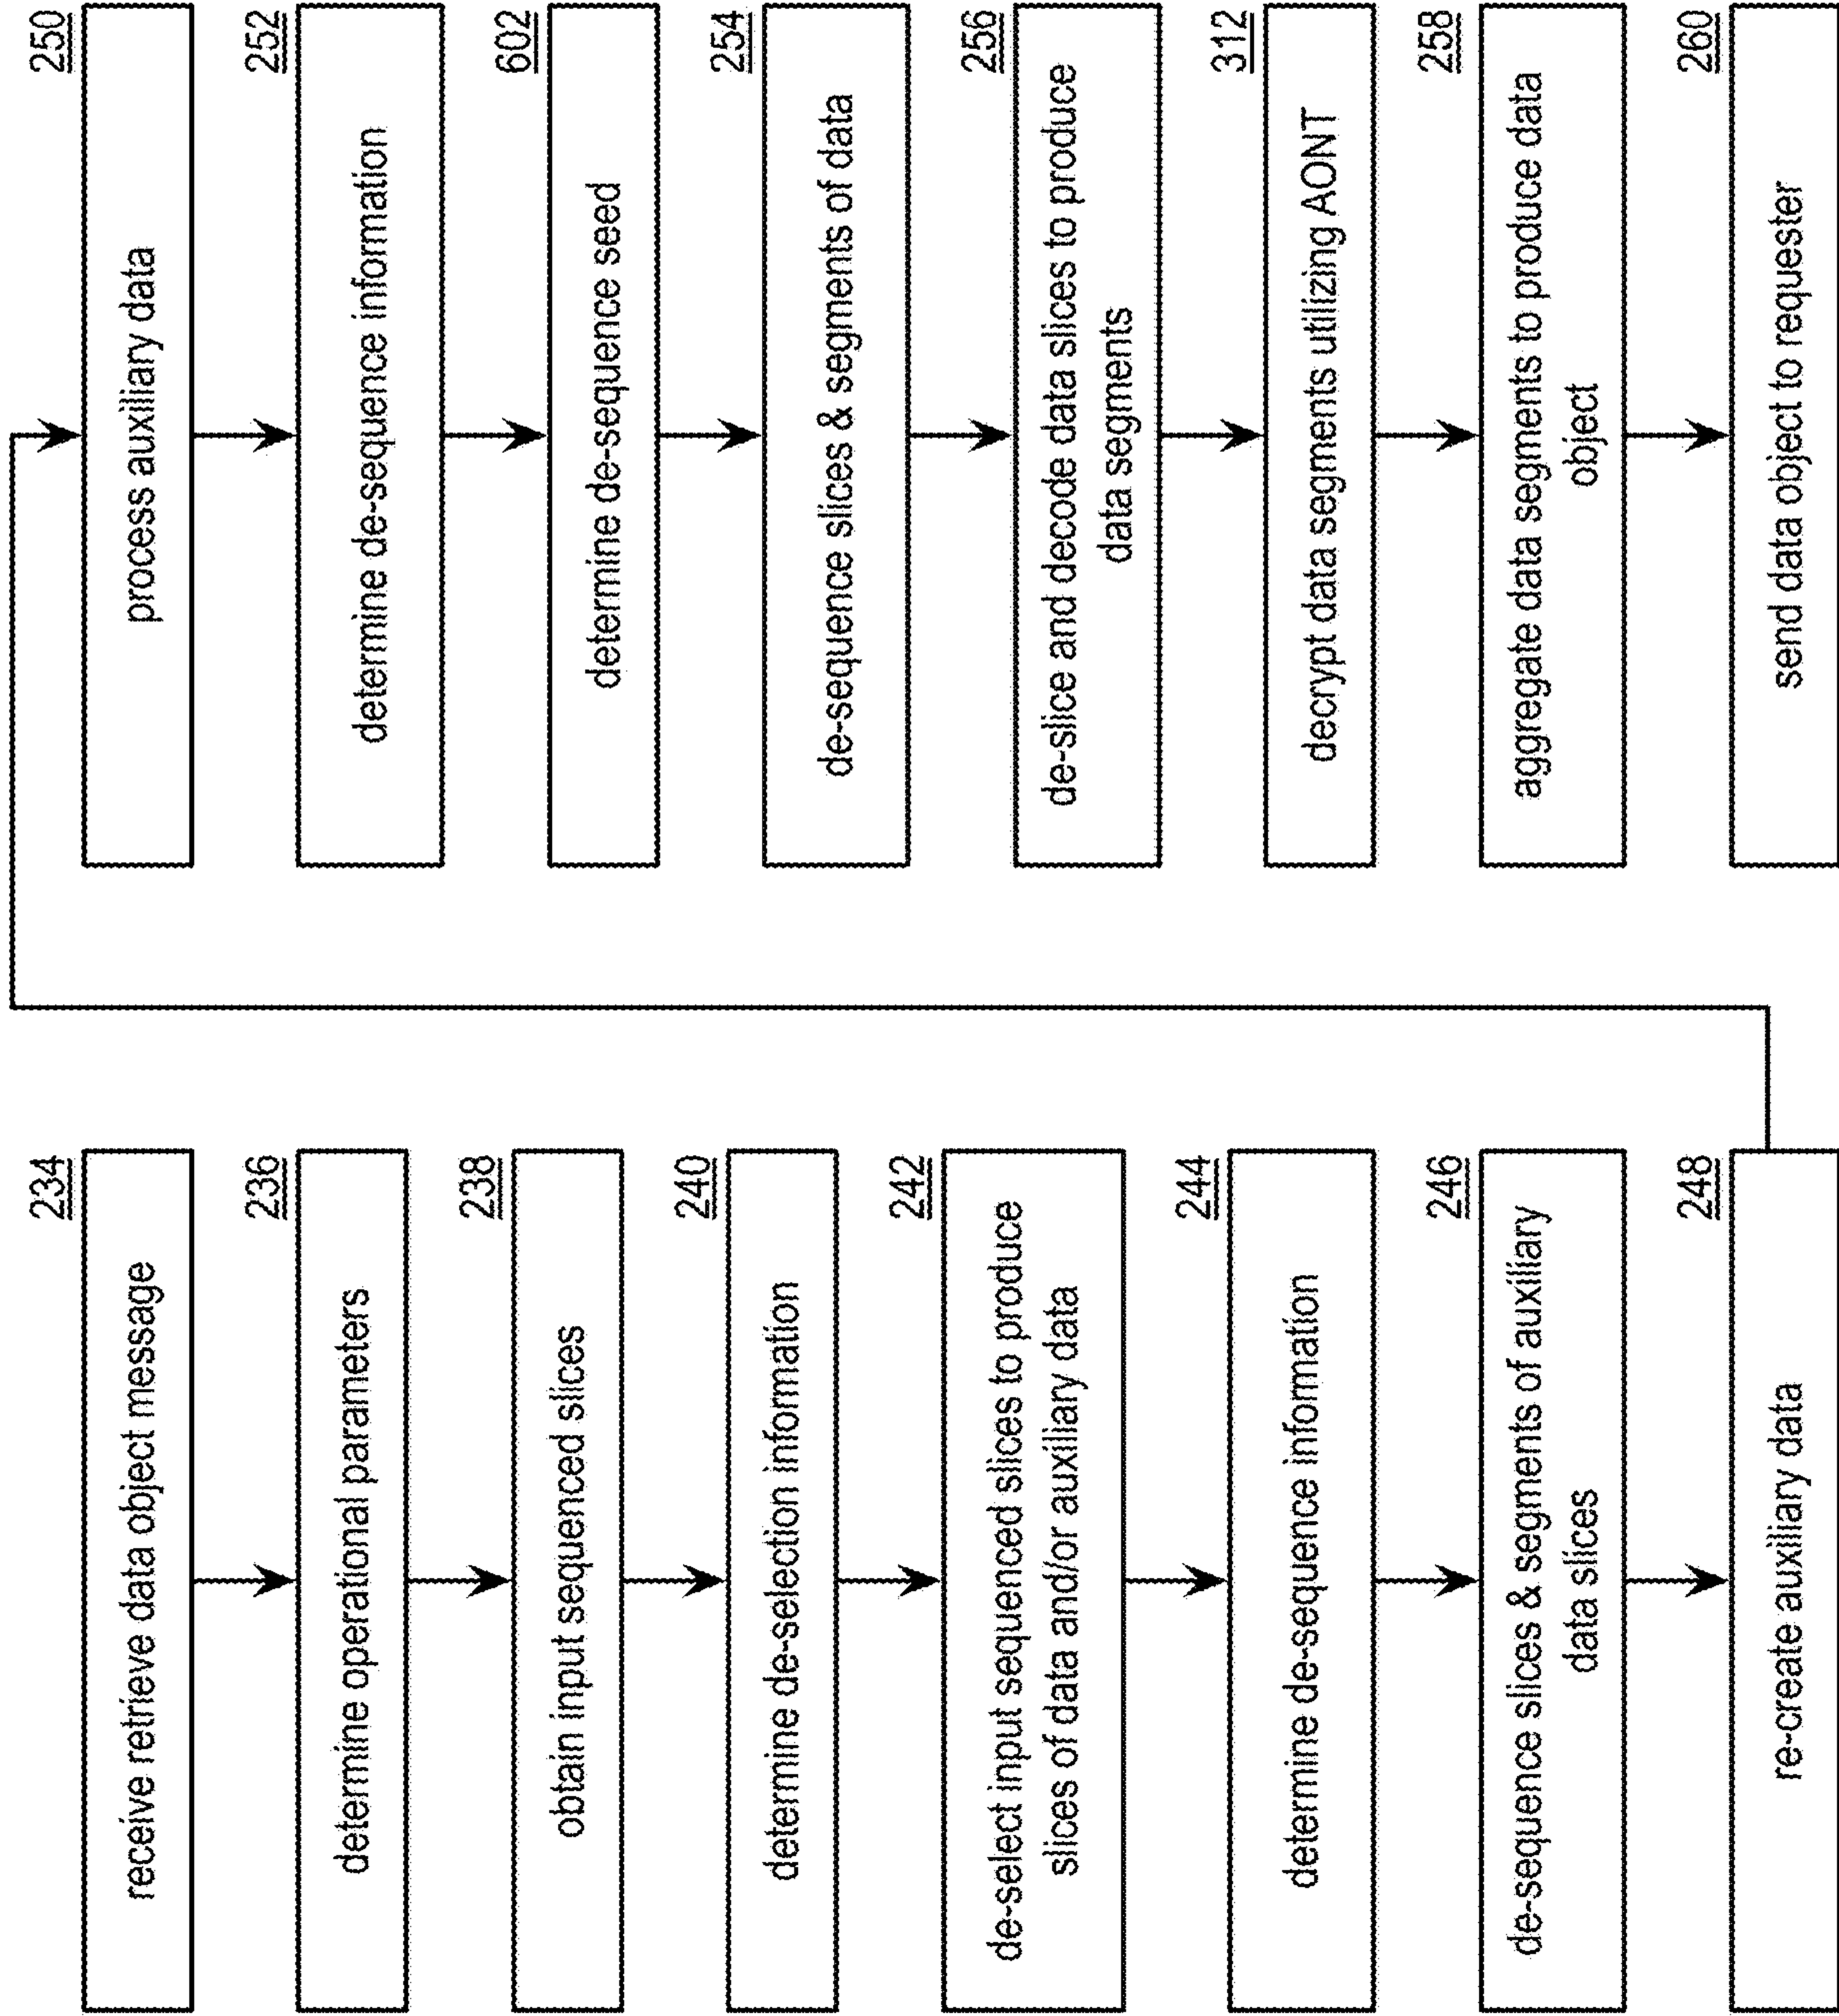 234
receive retrieve data object message
236
determine operational parameters
238
obtain input sequenced slices
240
determine de-selection information
242
de-select input sequenced slices to produce
slices of data and/or auxiliary data
244
determine de-sequence information
246
de-sequence slices & segments of auxiliary
data slices
248
re-create auxiliary data
250
process auxiliary data
252
determine de-sequence information
602
determine de-sequence seed
254
de-sequence slices & segments of data
256
de-slice and decode data slices to produce
data segments
312
decrypt data segments utilizing AONT
258
aggregate data segments to produce data
object
260
send data object to requester